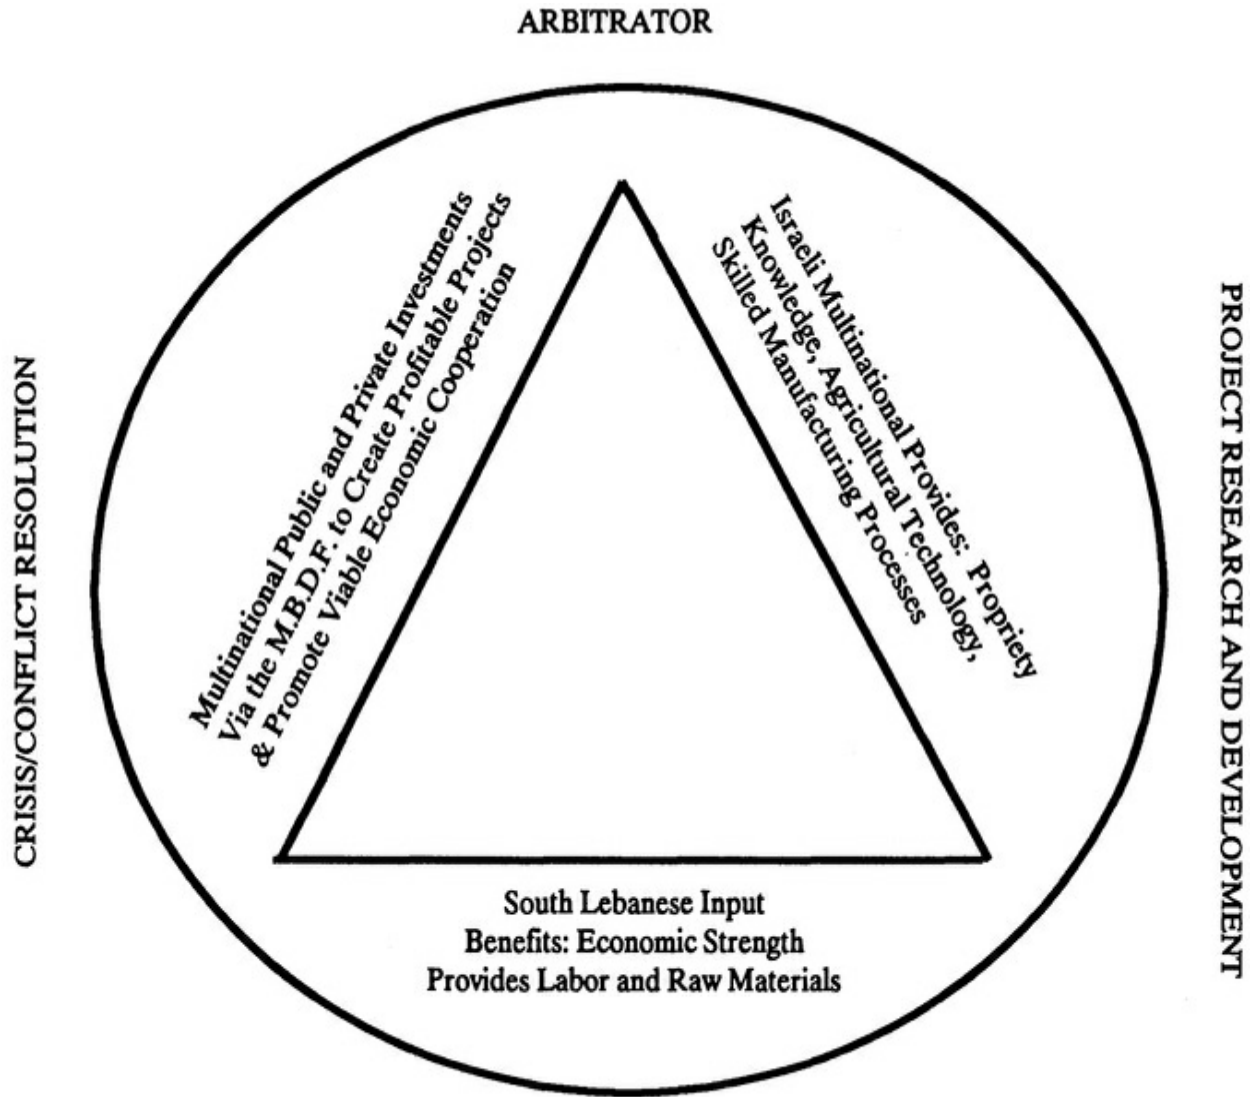 ARBITRATOR
CRISIS/CONFLICT RESOLUTION
Multinational Public and Private Investments
Via the M.B.D.F. to Create Profitable Projects
& Promote Viable Economic Cooperation
Israeli Multinational Provides: Propriety
Knowledge, Agricultural Technology,
Skilled Manufacturing Processes
PROJECT RESEARCH AND DEVELOPMENT
South Lebanese Input
Benefits: Economic Strength
Provides Labor and Raw Materials